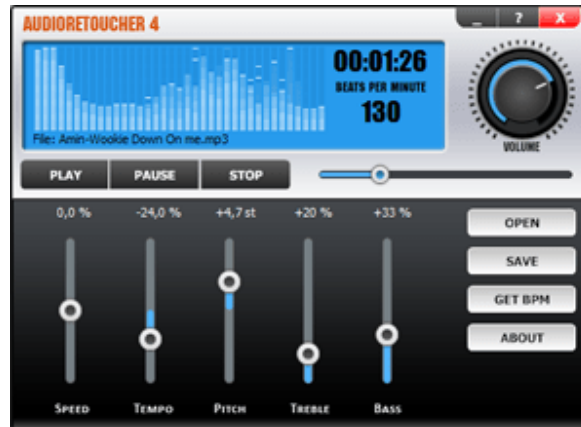 AUDIORETOUCHER 4
_ ? X
00:01:26
BEATS PER MINUTE
130
File: Amin-Wookie Down On me.mp3
VOLUME
PLAY PAUSE STOP
0,0 % -24,0 % +4,7 st +20 % +33 %
OPEN
SAVE
GET BPM
ABOUT
SPEED TEMPO PITCH TREBLE BASS